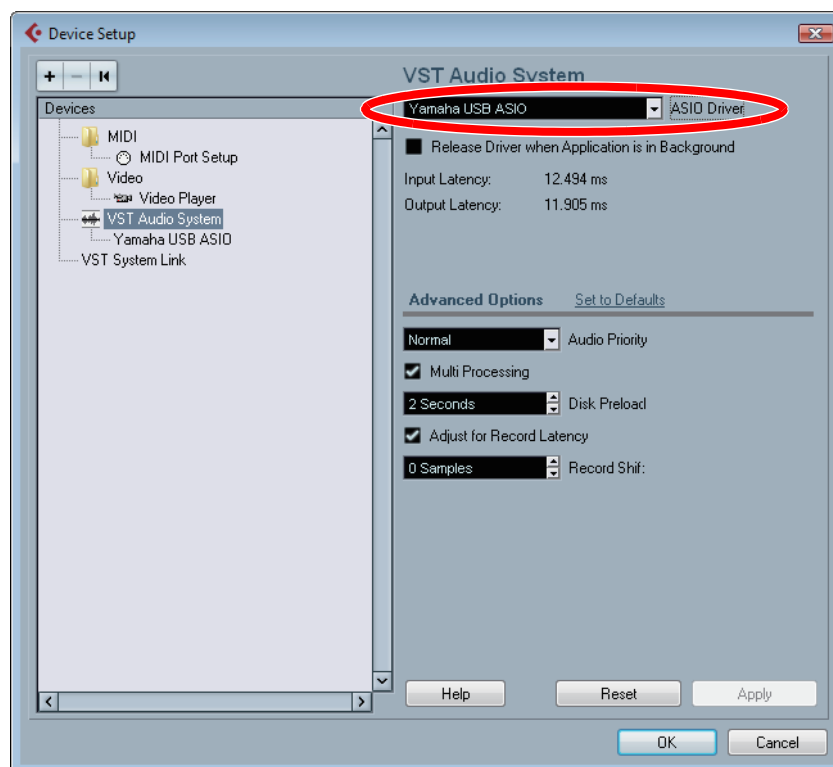 Device Setup
+ −
Devices
MIDI
MIDI Port Setup
Video
Video Player
VST Audio System
Yamaha USB ASIO
VST System Link
VST Audio System
Yamaha USB ASIO ASIO Driver
Release Driver when Application is in Background
Input Latency: 12.494 ms
Output Latency: 11.905 ms
Advanced Options Set to Defaults
Normal Audio Priority
Multi Processing
2 Seconds Disk Preload
Adjust for Record Latency
0 Samples Record Shif:
Help Reset Apply
OK Cancel